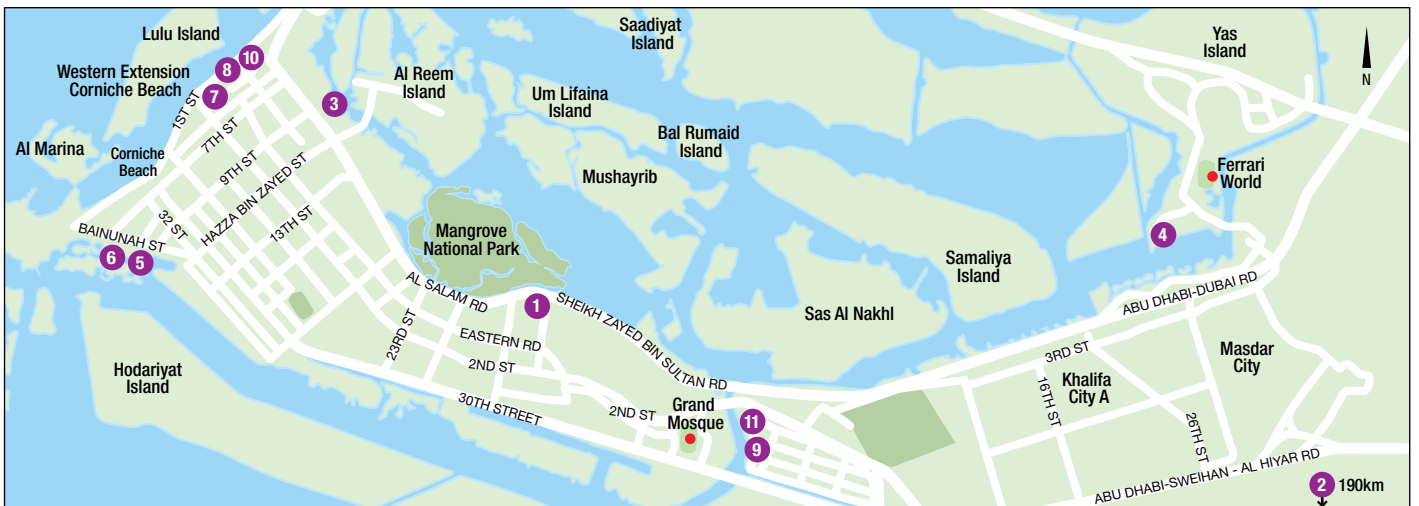 Lulu Island
Western Extension
Corniche Beach
10
8
7
3
1ST ST
7TH ST
9TH ST
HAZZA BIN ZAYED ST
13TH ST
32 ST
Al Marina
Corniche
Beach
BAINUNAH ST
6
5
Al Reem
Island
Saadiyat
Island
Um Lifaina
Island
Bal Rumaid
Island
Mushayrib
Mangrove
National Park
Yas
Island
N
Ferrari
World
4
Samaliya
Island
Sas Al Nakhl
AL SALAM RD
1
SHEIKH ZAYED BIN SULTAN RD
EASTERN RD
23RD ST
2ND ST
2ND ST
30TH STREET
Hodariyat
Island
Grand
Mosque
11
9
ABU DHABI-DUBAI RD
3RD ST
Khalifa
City A
16TH ST
26TH ST
Masdar
City
ABU DHABI-SWEIHAN - AL HIYAR RD
2 190km